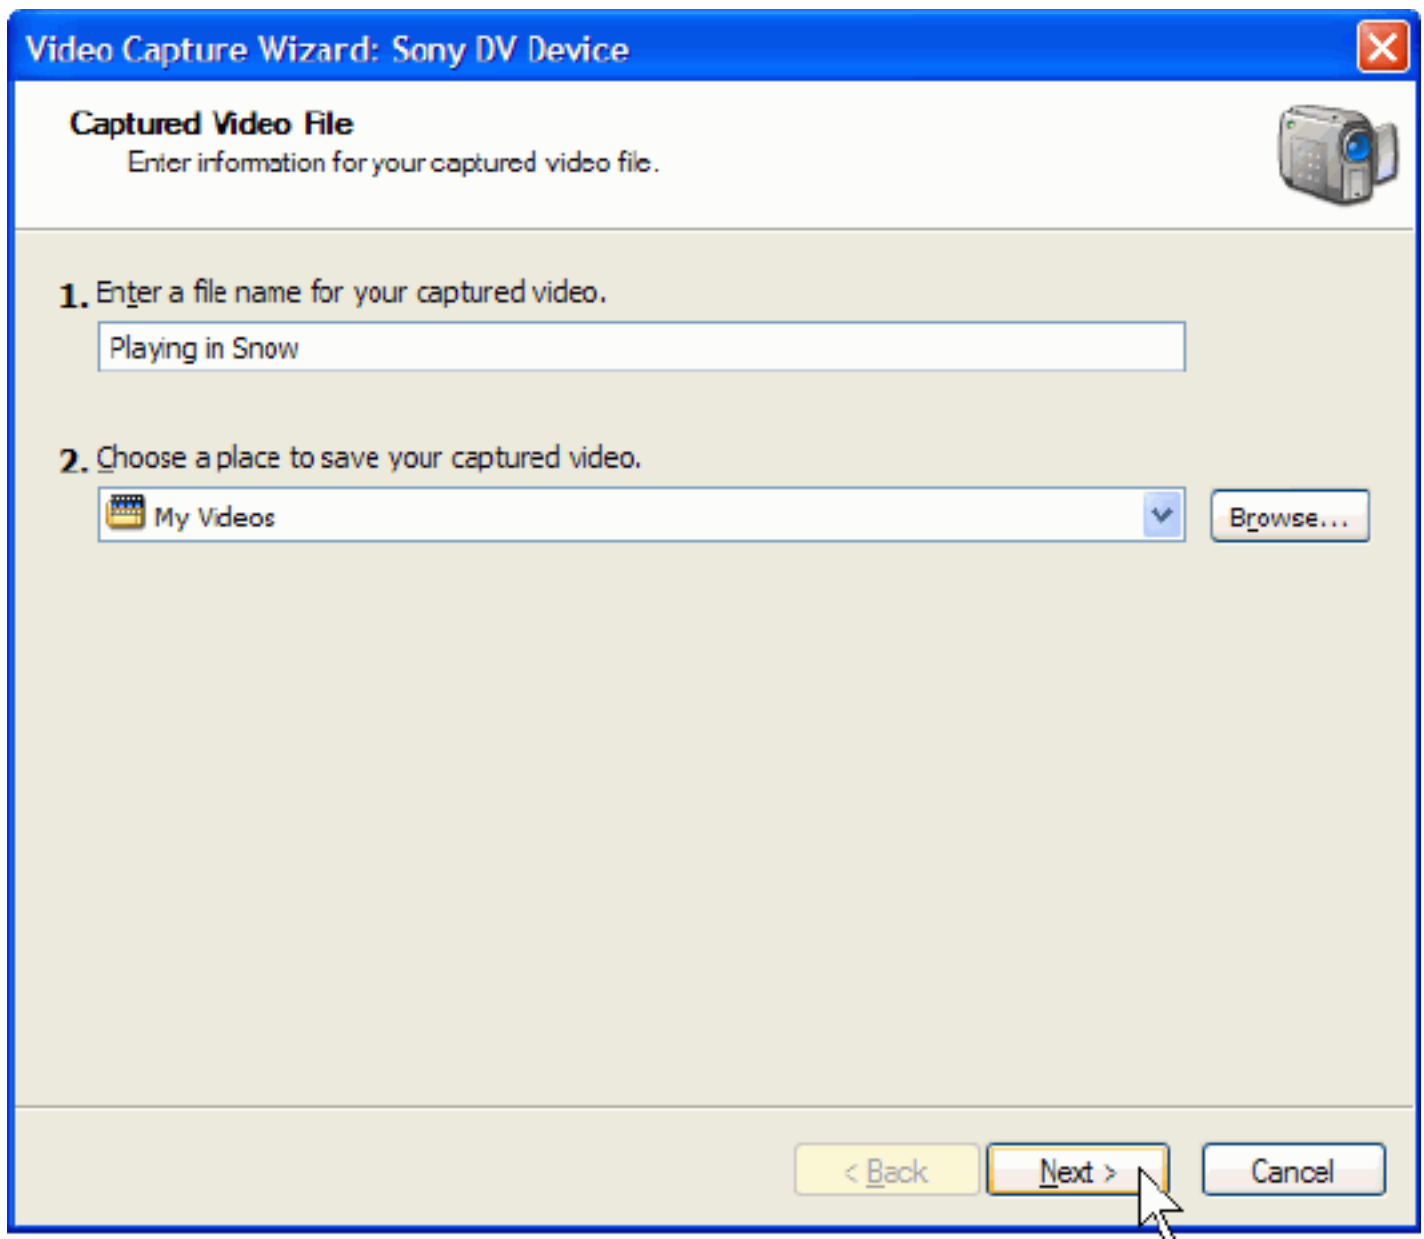 Video Capture Wizard: Sony DV Device
Captured Video File
Enter information for your captured video file.
1. Enter a file name for your captured video.
Playing in Snow
2. Choose a place to save your captured video.
My Videos
Browse...
< Back
Next >
Cancel